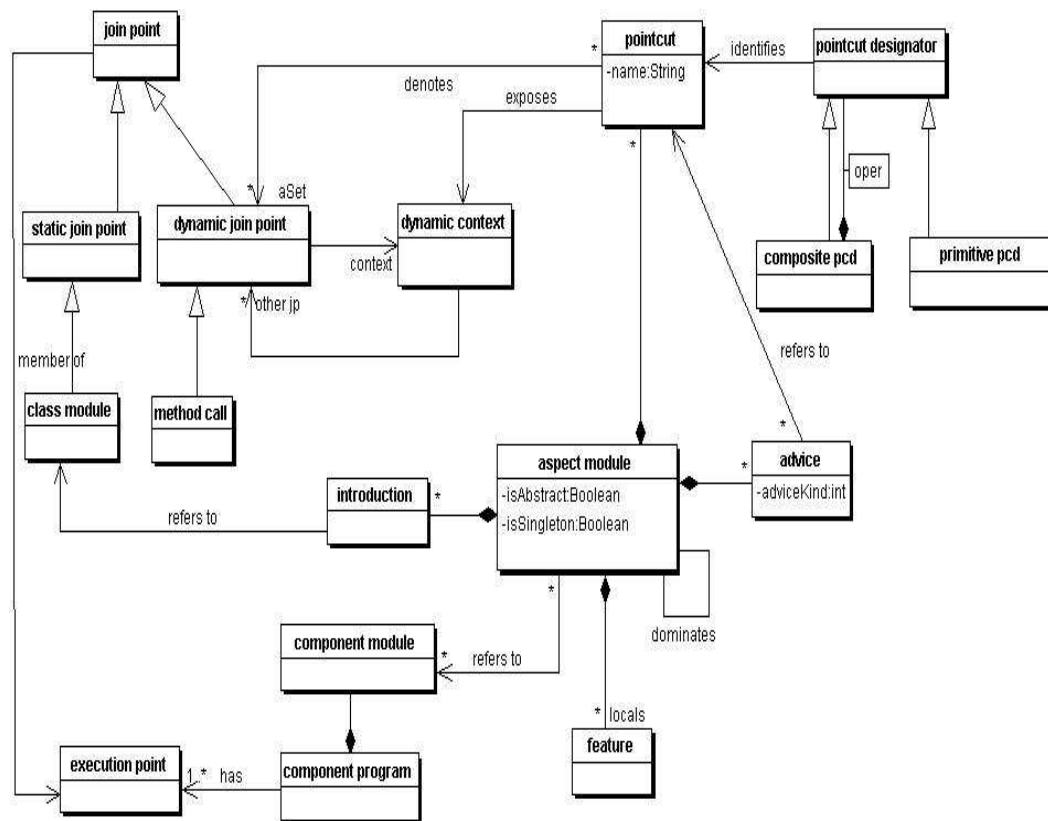 join point
pointcut
-name:String
pointcut designator
identifies
*
denotes
exposes
*
aSet
*
oper
static join point
dynamic join point
dynamic context
context
composite pcd
primitive pcd
*
other jp
refers to
member of
class module
method call
*
aspect module
-isAbstract:Boolean
-isSingleton:Boolean
*
advice
-adviceKind:int
introduction
*
refers to
*
dominates
component module
*
refers to
*
locals
feature
execution point
1..*
has
component program